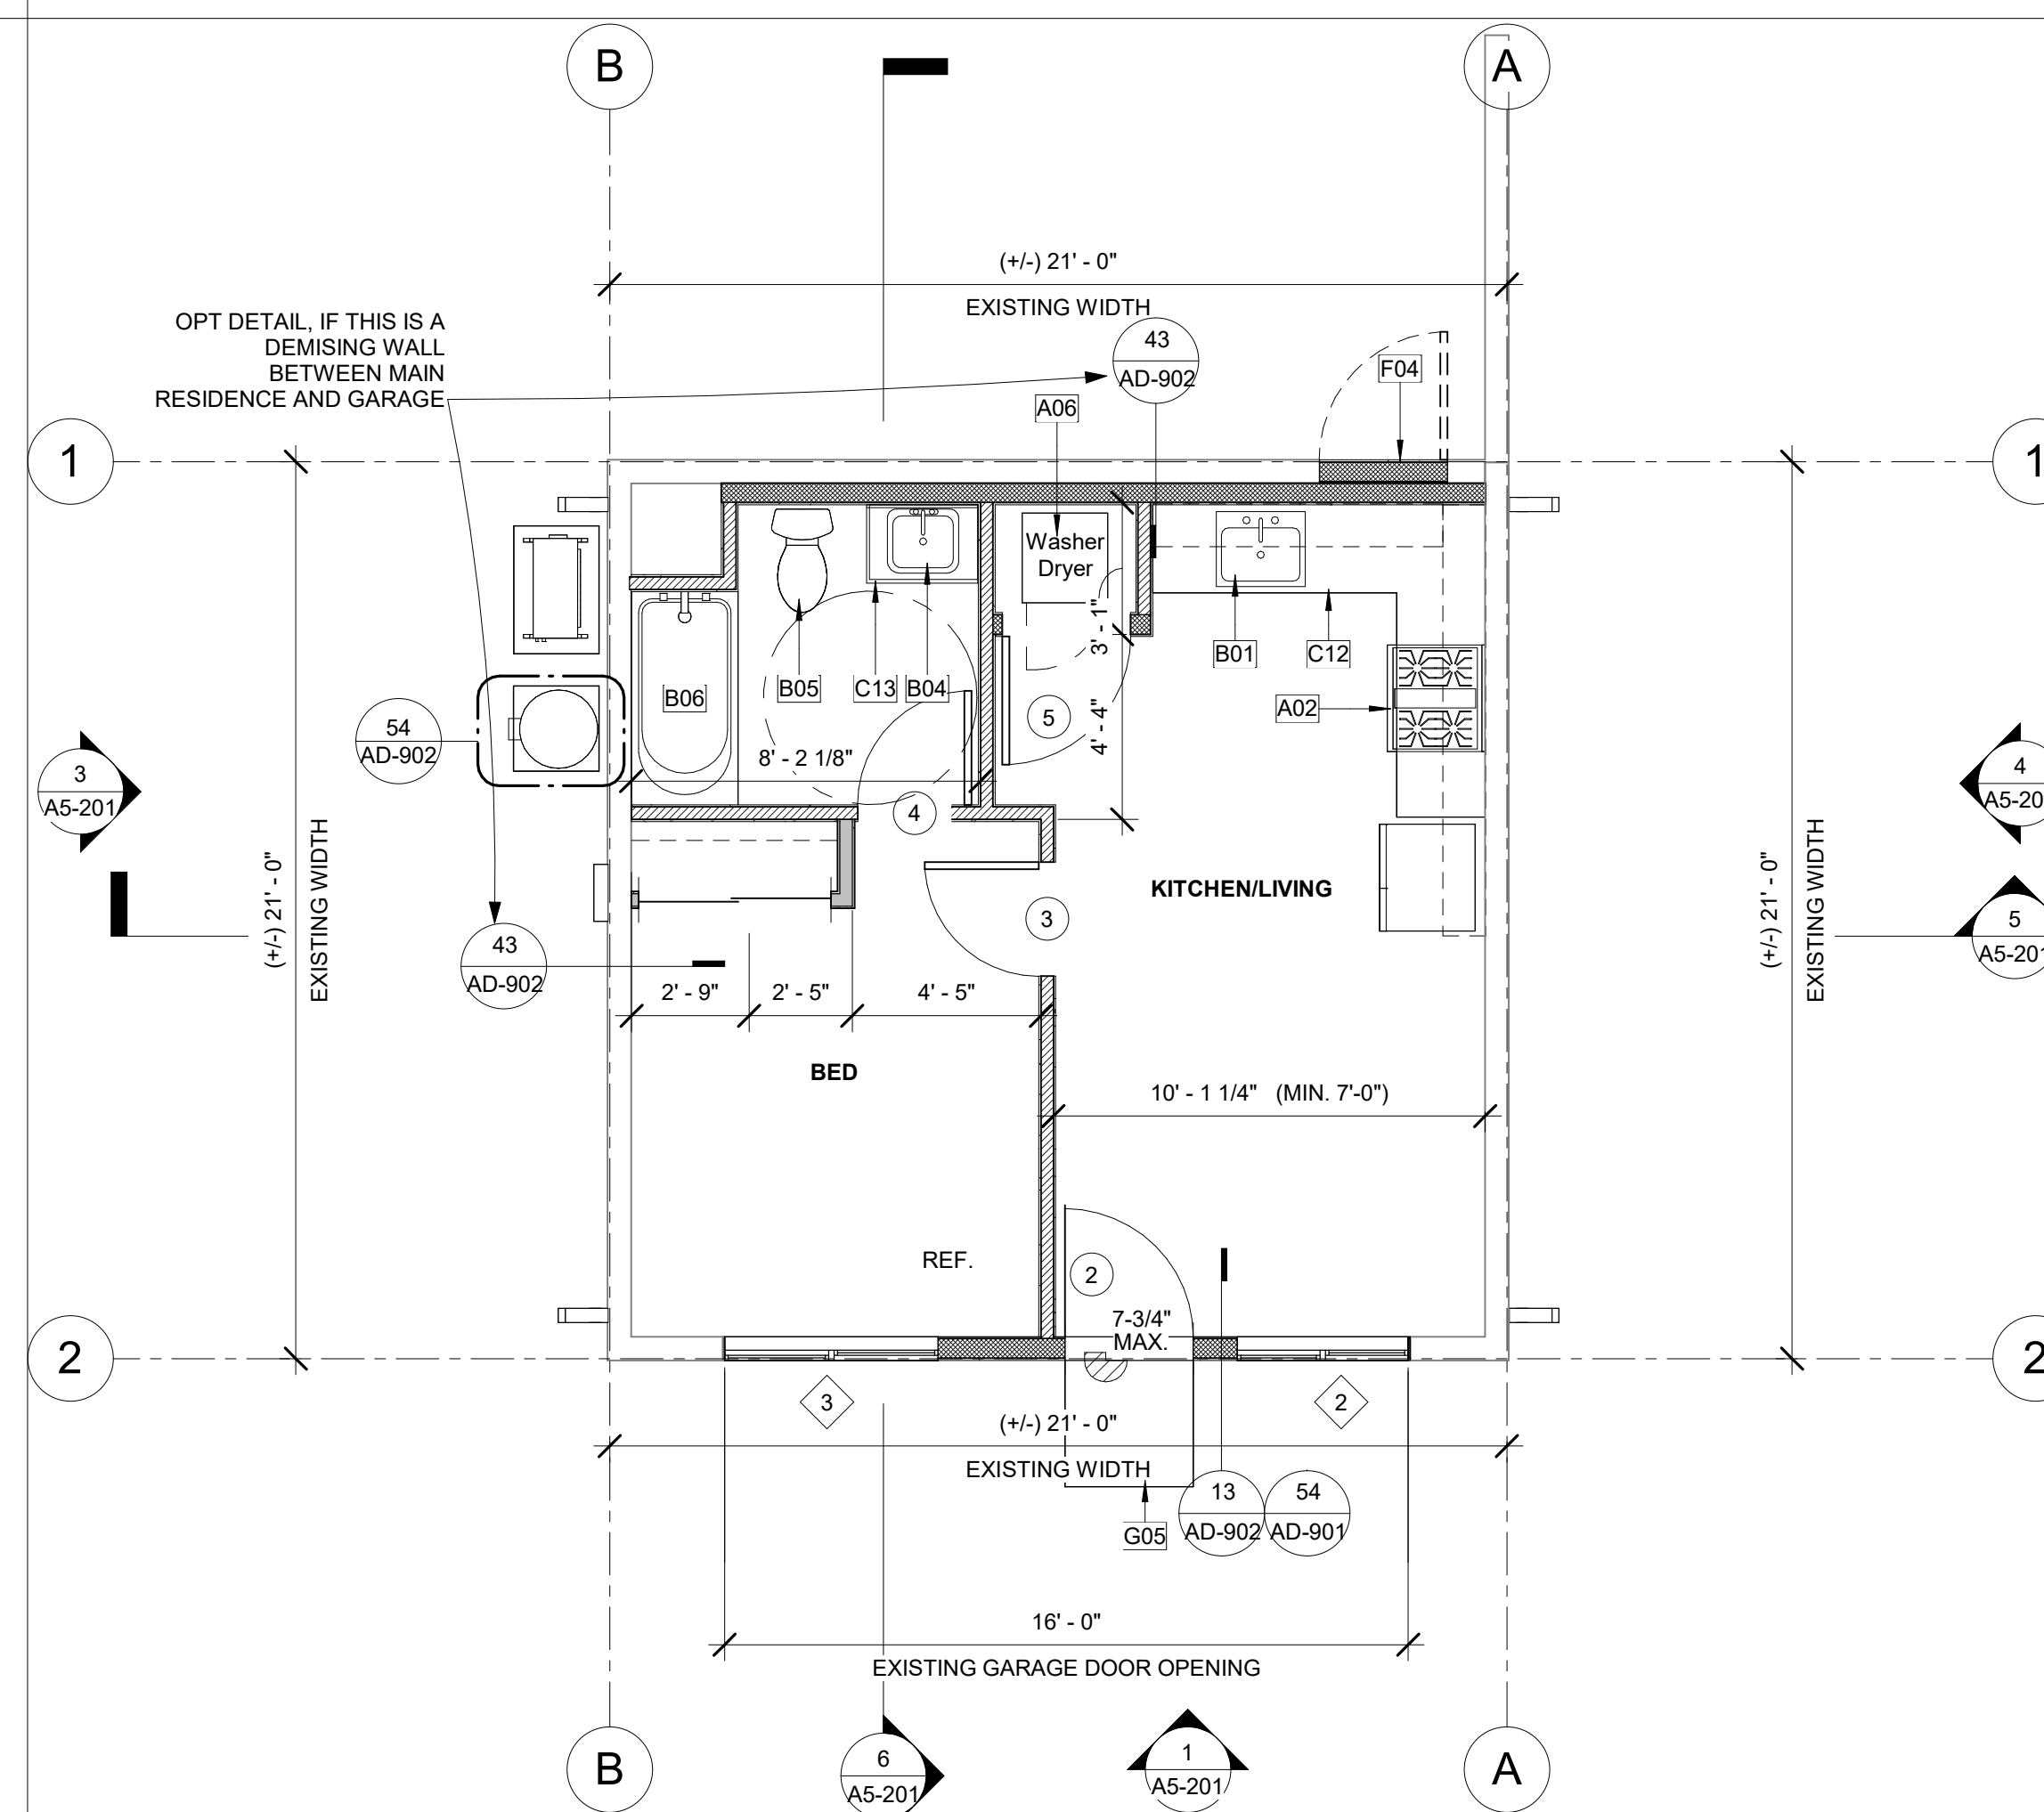 B
A
(+/-) 21' - 0"
EXISTING WIDTH
OPT DETAIL, IF THIS IS A
DEMISING WALL
BETWEEN MAIN
RESIDENCE AND GARAGE
43
AD-902
F04
A06
1
1
Washer
Dryer
3' - 1"
B01
C12
B06
B05
C13
B04
A02
5
4' - 4"
54
AD-902
8' - 2 1/8"
3
A5-201
4
A5-20
4
(+/-) 21' - 0"
EXISTING WIDTH
KITCHEN/LIVING
3
(+/-) 21' - 0"
EXISTING WIDTH
5
A5-201
43
AD-902
2' - 9"
2' - 5"
4' - 5"
BED
10' - 1 1/4" (MIN. 7'-0")
REF.
2
7-3/4"
MAX.
2
2
3
2
(+/-) 21' - 0"
EXISTING WIDTH
13
AD-902
54
AD-901
G05
16' - 0"
EXISTING GARAGE DOOR OPENING
B
6
A5-201
1
A5-201
A